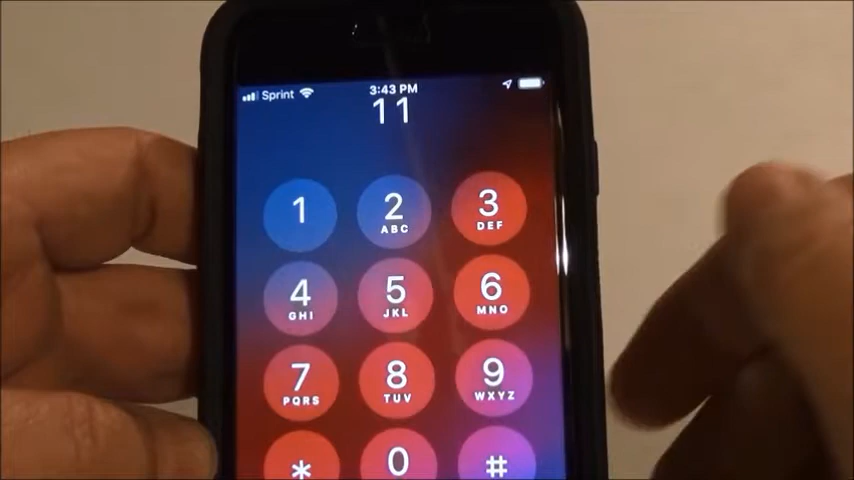 Sprint 3:43 PM
11
1 2 3
ABC DEF
4 5 6
GHI JKL MNO
7 8 9
PQRS TUV WXYZ
* 0 #